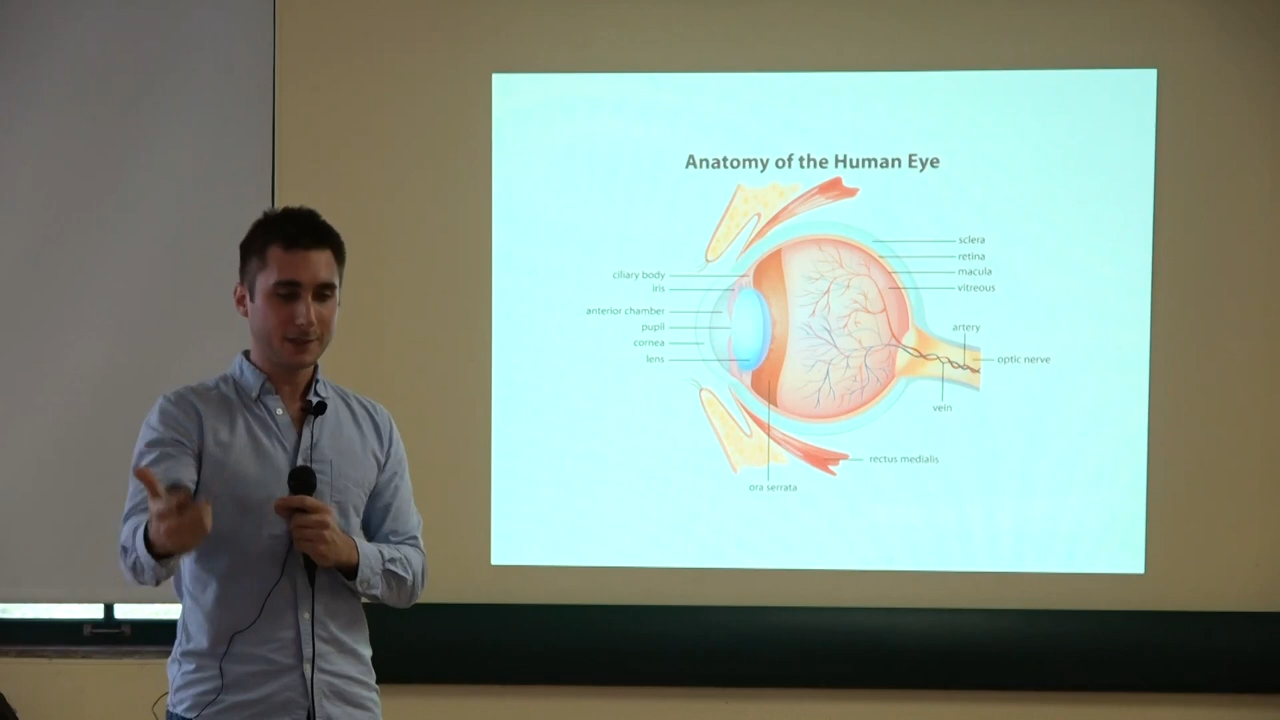 Anatomy of the Human Eye
sclera
retina
macula
vitreous
ciliary body
iris
anterior chamber
pupil
cornea
lens
artery
optic nerve
vein
rectus medialis
ora serrata